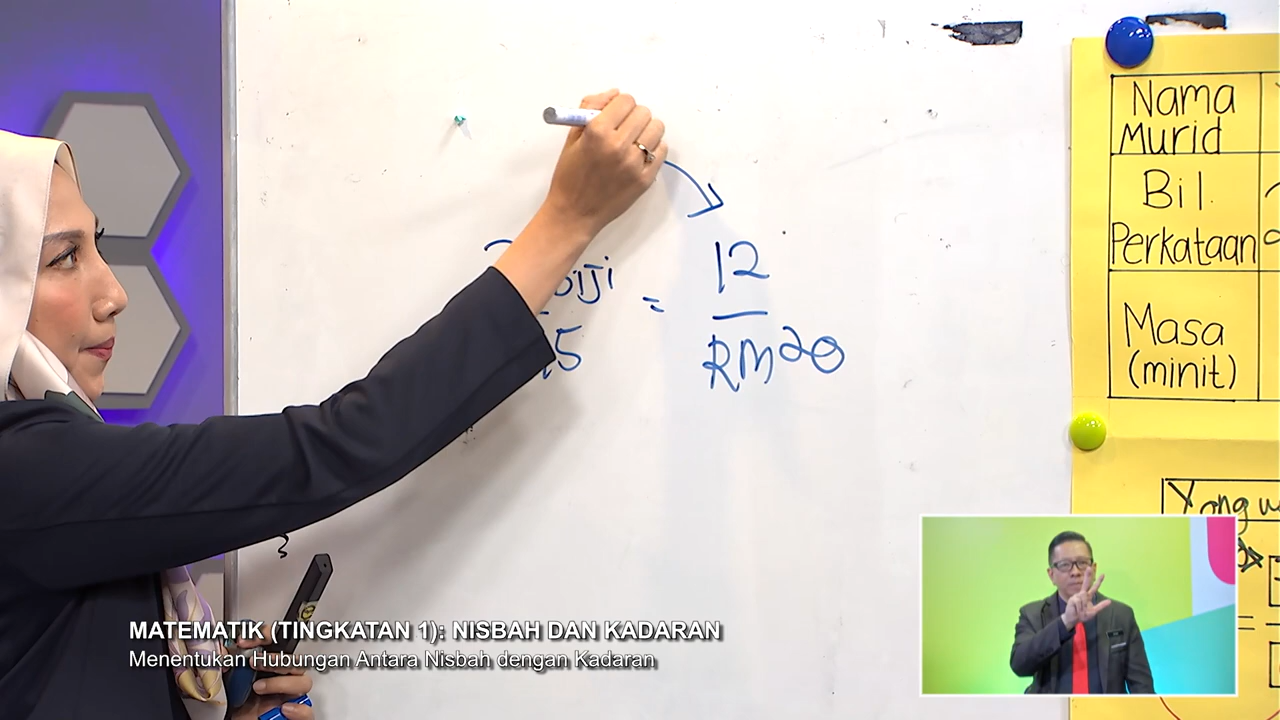 biji = 12
5 RM20
Nama
Murid
Bil
Perkataan
Masa
(minit)
Yang
MATEMATIK (TINGKATAN 1): NISBAH DAN KADARAN
Menentukan Hubungan Antara Nisbah dengan Kadaran